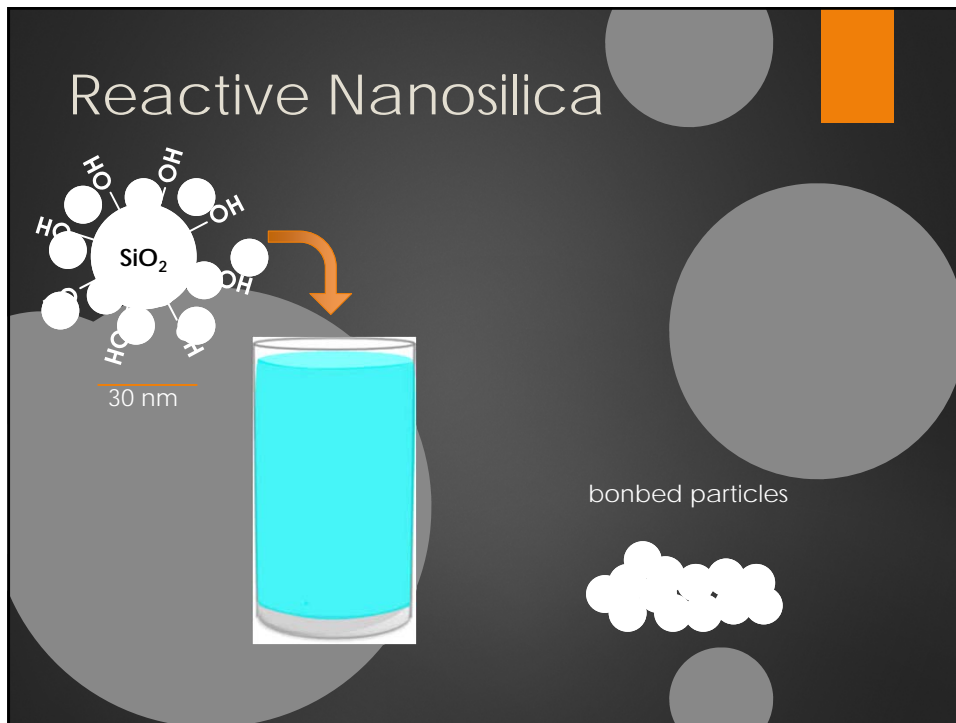 Reactive Nanosilica
HO
OH
OH
HO
SiO₂
OH
HO
H
30 nm
bonbed particles